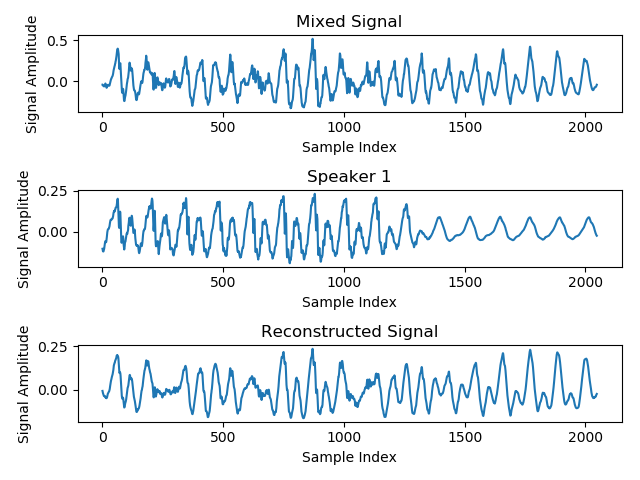 Mixed Signal
Signal Amplitude
0.5
0.0
0
500
1000
1500
2000
Sample Index
Speaker 1
Signal Amplitude
0.25
0.00
0
500
1000
1500
2000
Sample Index
Reconstructed Signal
Signal Amplitude
0.25
0.00
0
500
1000
1500
2000
Sample Index